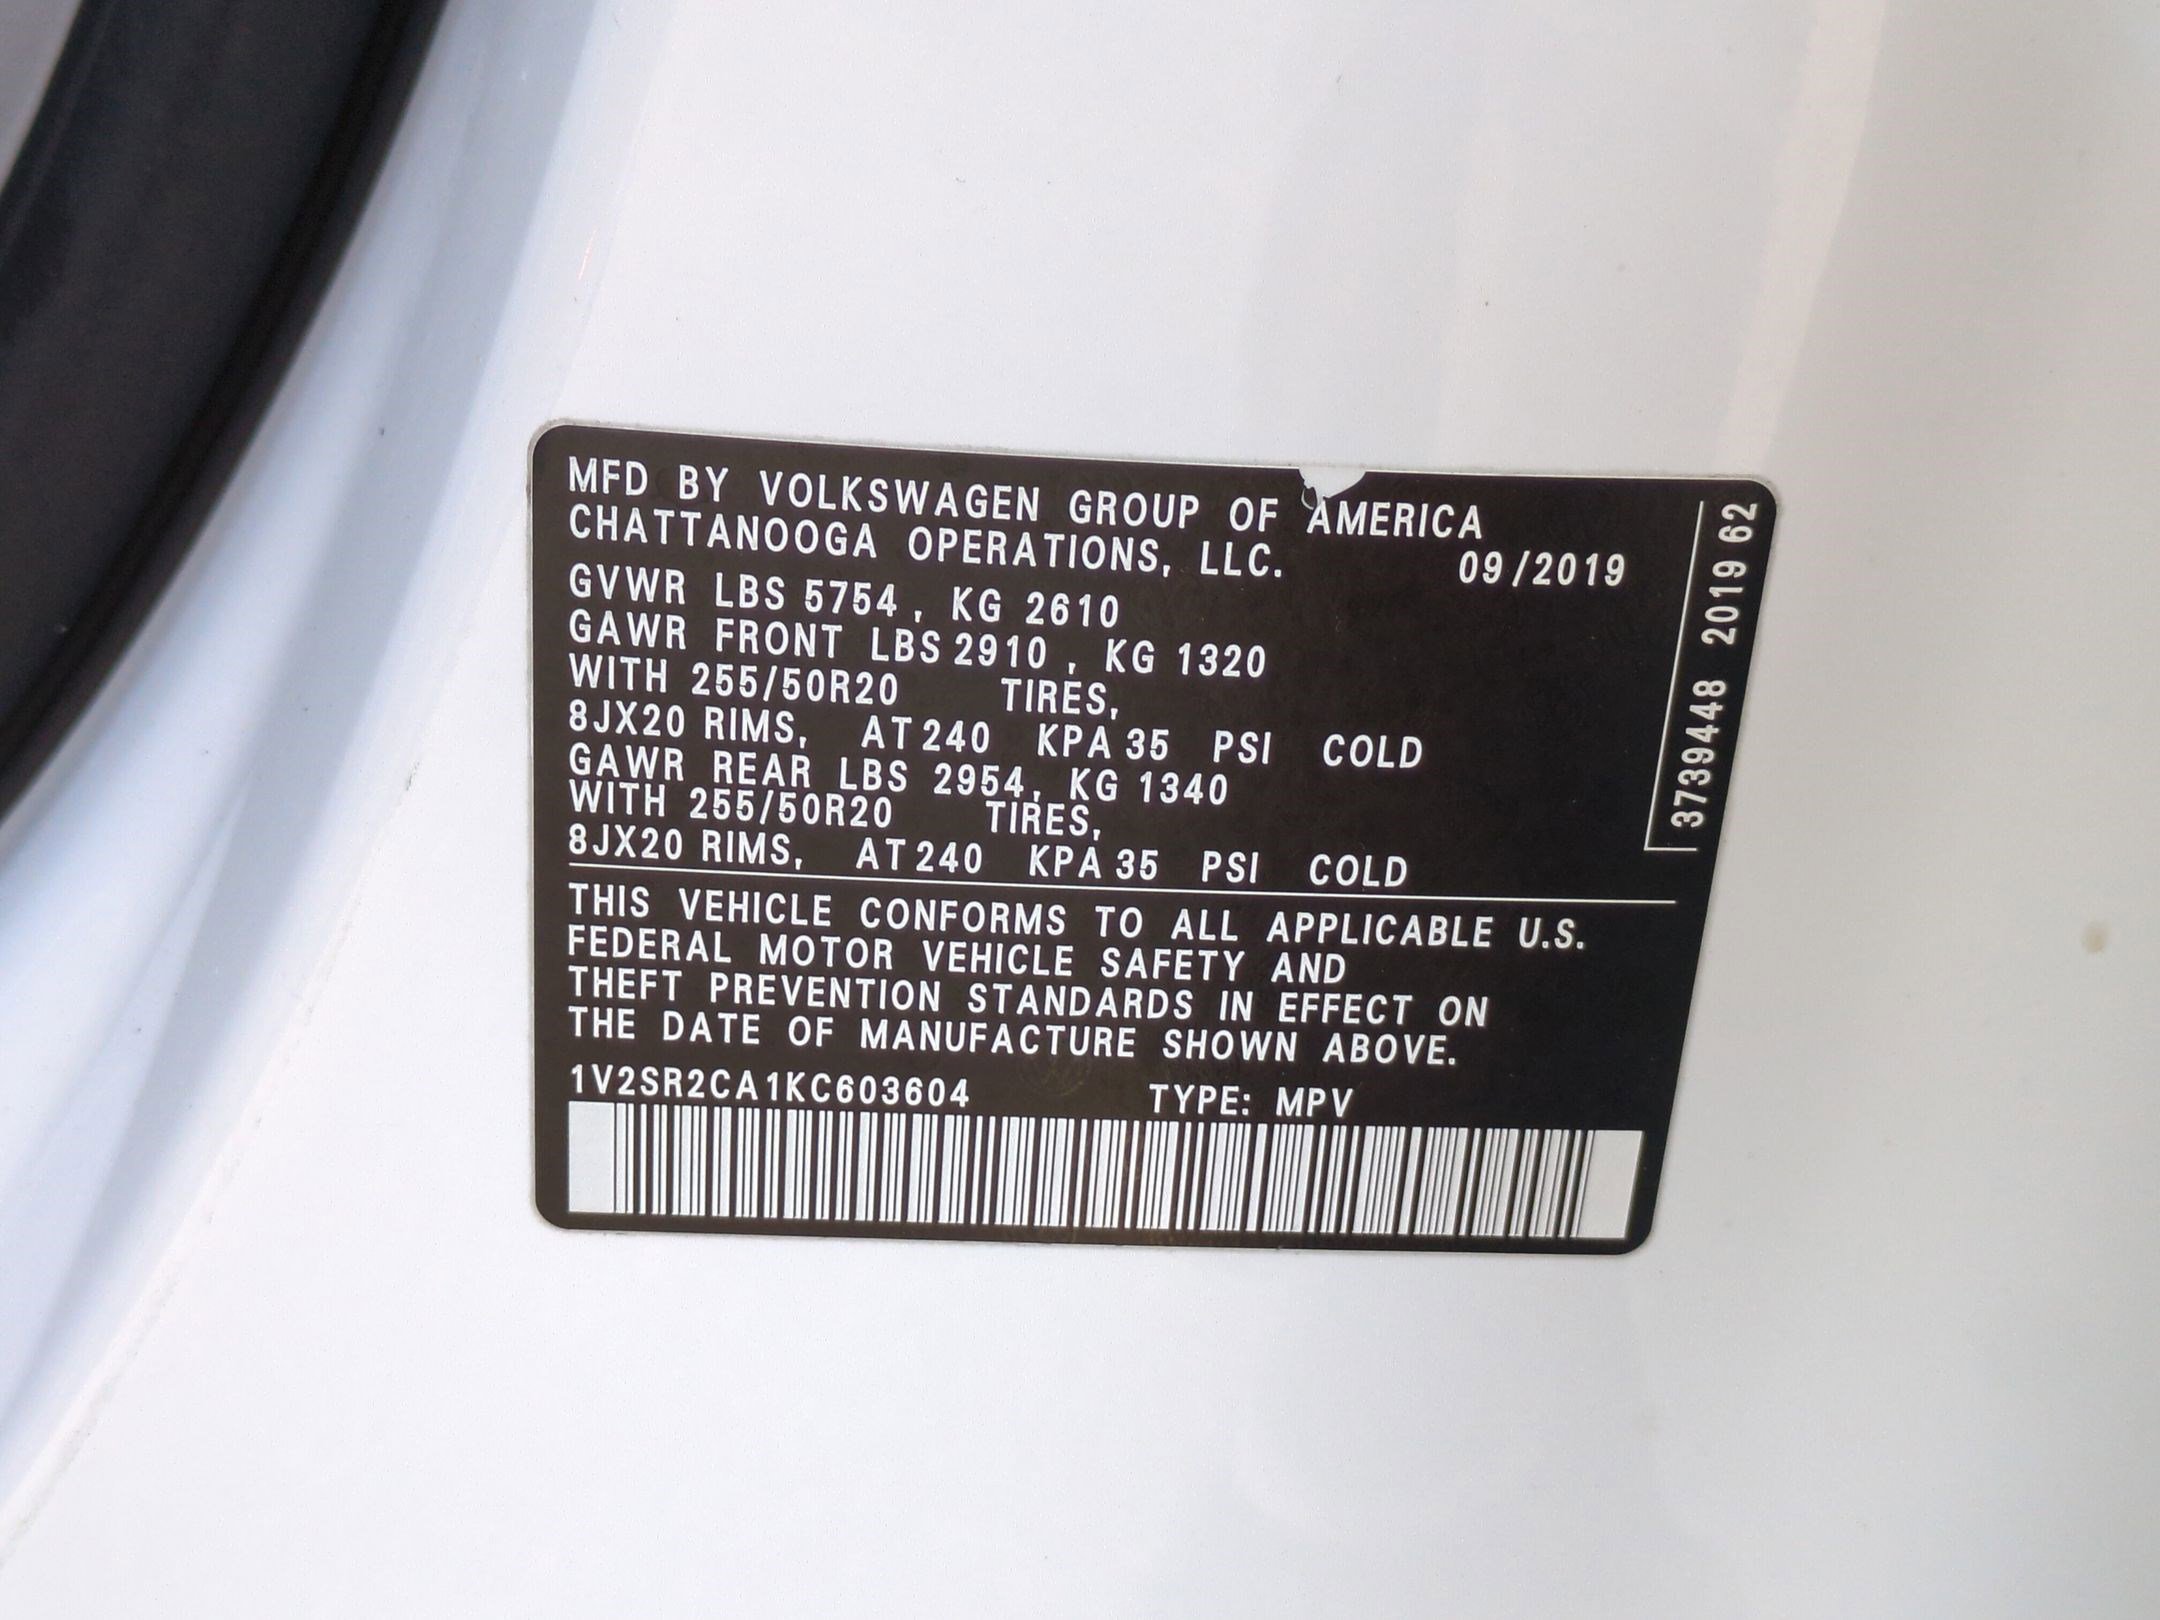 MFD BY VOLKSWAGEN GROUP OF AMERICA
CHATTANOOGA OPERATIONS, LLC.
09/2019
GVWR LBS 5754, KG 2610
GAWR FRONT LBS 2910, KG 1320
WITH 255/50R20 TIRES,
8JX20 RIMS, AT 240 KPA 35 PSI COLD
GAWR REAR LBS 2954, KG 1340
WITH 255/50R20 TIRES,
8JX20 RIMS, AT 240 KPA 35 PSI COLD
THIS VEHICLE CONFORMS TO ALL APPLICABLE U.S.
FEDERAL MOTOR VEHICLE SAFETY AND
THEFT PREVENTION STANDARDS IN EFFECT ON
THE DATE OF MANUFACTURE SHOWN ABOVE.
1V2SR2CA1KC603604 TYPE: MPV
3739448 2019 62